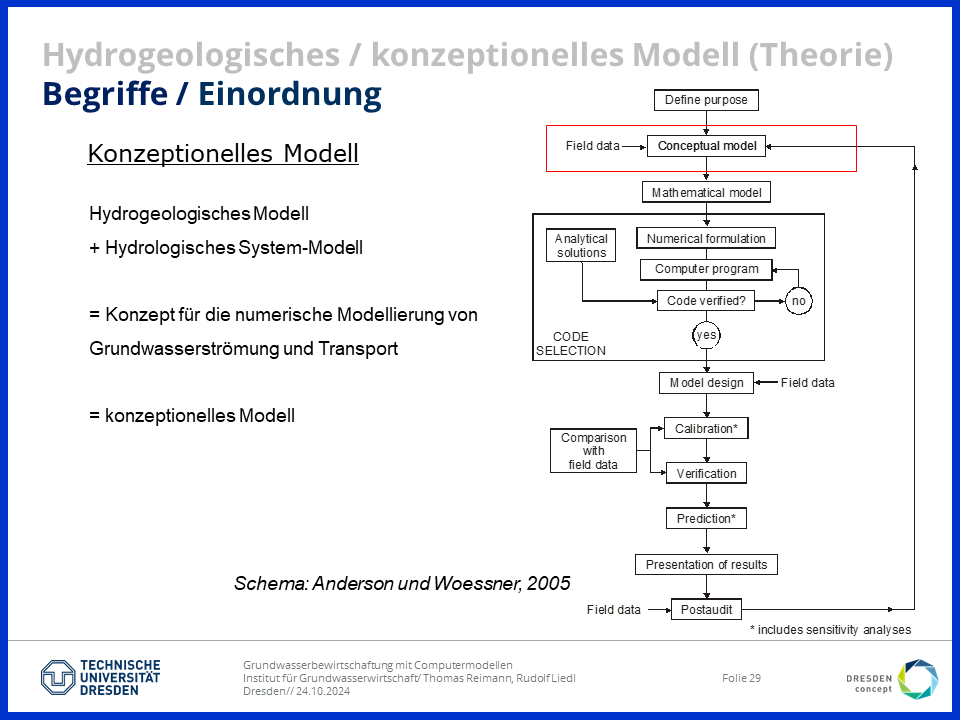 Hydrogeologisches / konzeptionelles Modell (Theorie)
Begriffe / Einordnung
Konzeptionelles Modell
Hydrogeologisches Modell
+ Hydrologisches System-Modell
= Konzept für die numerische Modellierung von
Grundwasserströmung und Transport
= konzeptionelles Modell
Schema: Anderson und Woessner, 2005
Define purpose
Field data
Conceptual model
Mathematical model
Analytical
solutions
Numerical formulation
Computer program
Code verified?
no
yes
CODE
SELECTION
Model design
Field data
Calibration*
Comparison
with
field data
Verification
Prediction*
Presentation of results
Field data
Postaudit
* includes sensitivity analyses
TECHNISCHE
UNIVERSITÄT
DRESDEN
Grundwasserbewirtschaftung mit Computermodellen
Institut für Grundwasserwirtschaft/ Thomas Reimann, Rudolf Liedl
Dresden// 24.10.2024
Folie 29
DRESDEN
concept